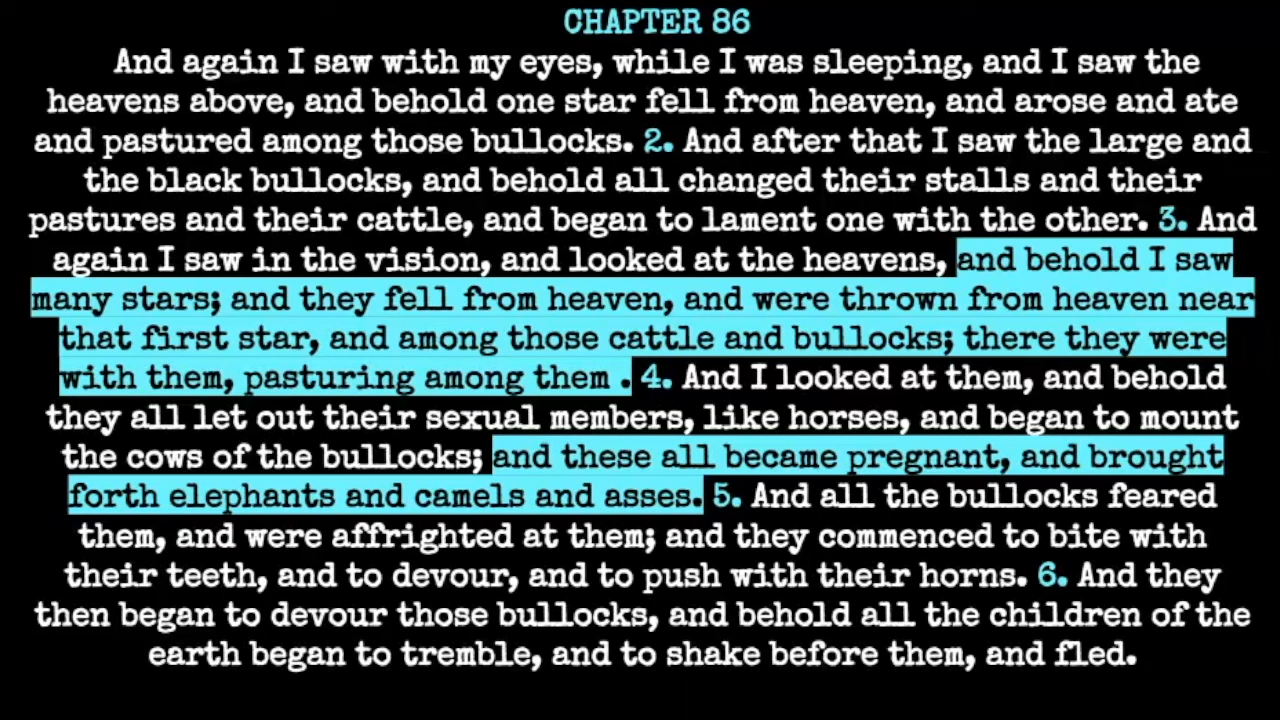 CHAPTER 86
And again I saw with my eyes, while I was sleeping, and I saw the
heavens above, and behold one star fell from heaven, and arose and ate
and pastured among those bullocks. 2. And after that I saw the large and
the black bullocks, and behold all changed their stalls and their
pastures and their cattle, and began to lament one with the other. 3. And
again I saw in the vision, and looked at the heavens, and behold I saw
many stars; and they fell from heaven, and were thrown from heaven near
that first star, and among those cattle and bullocks; there they were
with them, pasturing among them . 4. And I looked at them, and behold
they all let out their sexual members, like horses, and began to mount
the cows of the bullocks; and these all became pregnant, and brought
forth elephants and camels and asses. 5. And all the bullocks feared
them, and were affrighted at them; and they commenced to bite with
their teeth, and to devour, and to push with their horns. 6. And they
then began to devour those bullocks, and behold all the children of the
earth began to tremble, and to shake before them, and fled.